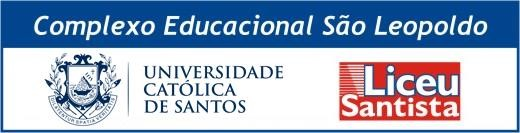 Complexo Educacional São Leopoldo
UNIVERSIDADE
CATÓLICA
DE SANTOS
Liceu
Santista